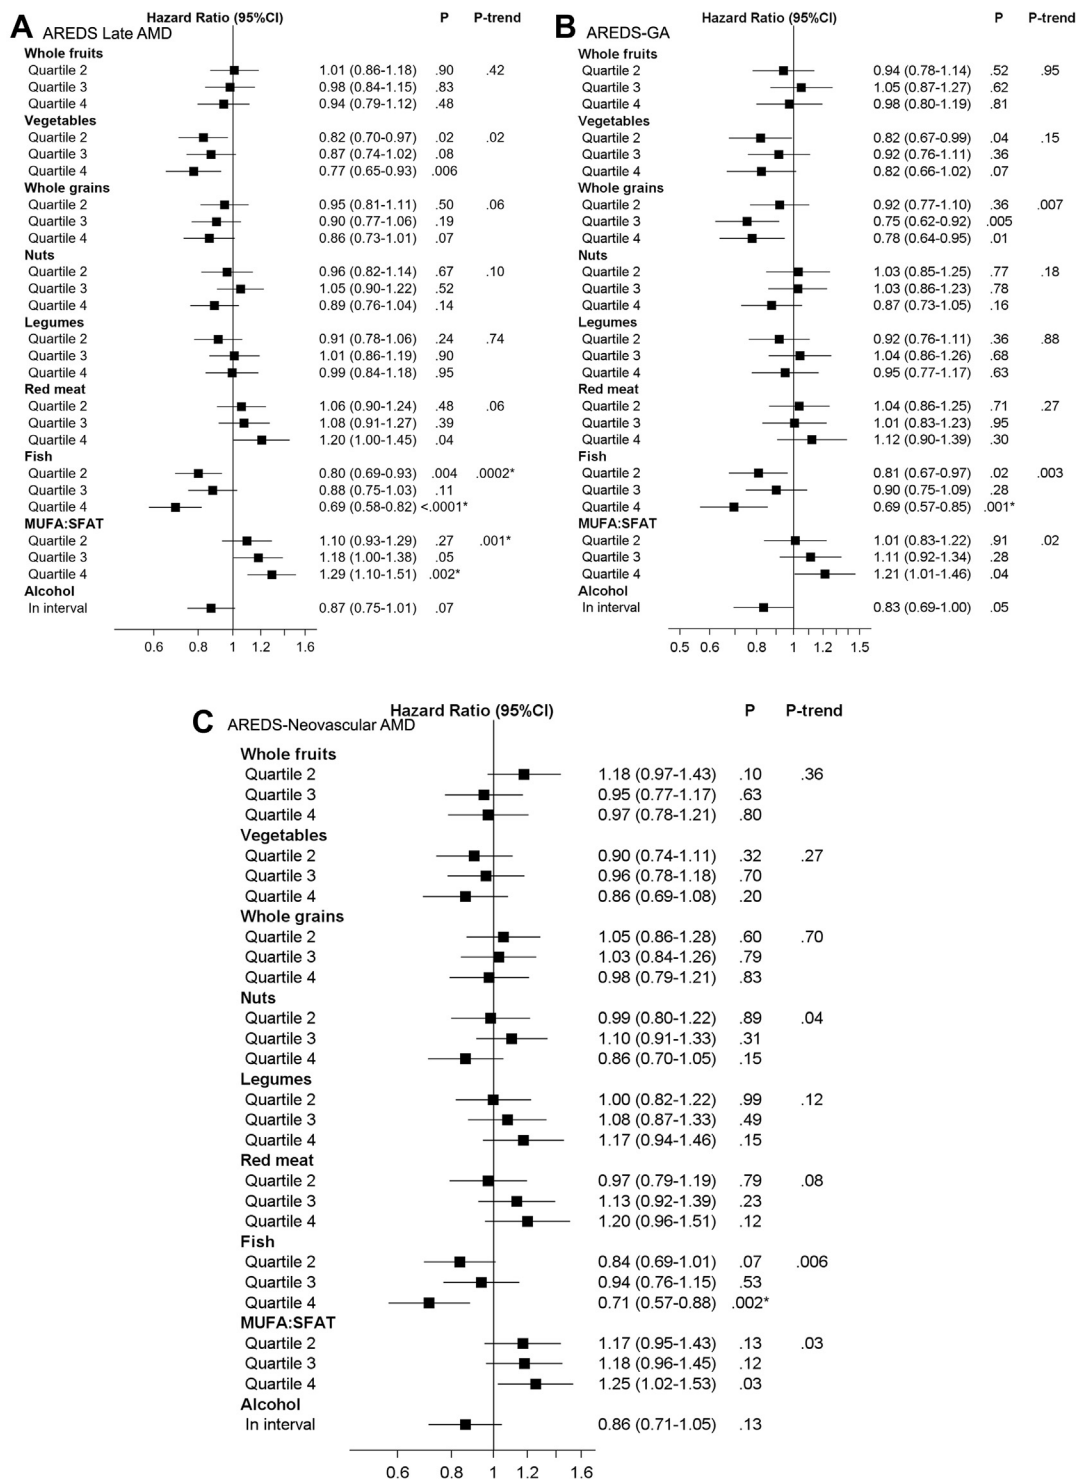 A AREDS Late AMD
Hazard Ratio (95%CI) P P-trend
Whole fruits
Quartile 2 1.01 (0.86-1.18) .90 .42
Quartile 3 0.98 (0.84-1.15) .83
Quartile 4 0.94 (0.79-1.12) .48
Vegetables
Quartile 2 0.82 (0.70-0.97) .02 .02
Quartile 3 0.87 (0.74-1.02) .08
Quartile 4 0.77 (0.65-0.93) .006
Whole grains
Quartile 2 0.95 (0.81-1.11) .50 .06
Quartile 3 0.90 (0.77-1.06) .19
Quartile 4 0.86 (0.73-1.01) .07
Nuts
Quartile 2 0.96 (0.82-1.14) .67 .10
Quartile 3 1.05 (0.90-1.22) .52
Quartile 4 0.89 (0.76-1.04) .14
Legumes
Quartile 2 0.91 (0.78-1.06) .24 .74
Quartile 3 1.01 (0.86-1.19) .90
Quartile 4 0.99 (0.84-1.18) .95
Red meat
Quartile 2 1.06 (0.90-1.24) .48 .06
Quartile 3 1.08 (0.91-1.27) .39
Quartile 4 1.20 (1.00-1.45) .04
Fish
Quartile 2 0.80 (0.69-0.93) .004 .0002*
Quartile 3 0.88 (0.75-1.03) .11
Quartile 4 0.69 (0.58-0.82) <.0001*
MUFA:SFAT
Quartile 2 1.10 (0.93-1.29) .27 .001*
Quartile 3 1.18 (1.00-1.38) .05
Quartile 4 1.29 (1.10-1.51) .002*
Alcohol
In interval 0.87 (0.75-1.01) .07
0.6 0.8 1 1.2 1.6
B AREDS-GA
Hazard Ratio (95%CI) P P-trend
Whole fruits
Quartile 2 0.94 (0.78-1.14) .52 .95
Quartile 3 1.05 (0.87-1.27) .62
Quartile 4 0.98 (0.80-1.19) .81
Vegetables
Quartile 2 0.82 (0.67-0.99) .04 .15
Quartile 3 0.92 (0.76-1.11) .36
Quartile 4 0.82 (0.66-1.02) .07
Whole grains
Quartile 2 0.92 (0.77-1.10) .36 .007
Quartile 3 0.75 (0.62-0.92) .005
Quartile 4 0.78 (0.64-0.95) .01
Nuts
Quartile 2 1.03 (0.85-1.25) .77 .18
Quartile 3 1.03 (0.86-1.23) .78
Quartile 4 0.87 (0.73-1.05) .16
Legumes
Quartile 2 0.92 (0.76-1.11) .36 .88
Quartile 3 1.04 (0.86-1.26) .68
Quartile 4 0.95 (0.77-1.17) .63
Red meat
Quartile 2 1.04 (0.86-1.25) .71 .27
Quartile 3 1.01 (0.83-1.23) .95
Quartile 4 1.12 (0.90-1.39) .30
Fish
Quartile 2 0.81 (0.67-0.97) .02 .003
Quartile 3 0.90 (0.75-1.09) .28
Quartile 4 0.69 (0.57-0.85) .001*
MUFA:SFAT
Quartile 2 1.01 (0.83-1.22) .91 .02
Quartile 3 1.11 (0.92-1.34) .28
Quartile 4 1.21 (1.01-1.46) .04
Alcohol
In interval 0.83 (0.69-1.00) .05
0.5 0.6 0.8 1 1.2 1.5
C AREDS-Neovascular AMD
Hazard Ratio (95%CI) P P-trend
Whole fruits
Quartile 2 1.18 (0.97-1.43) .10 .36
Quartile 3 0.95 (0.77-1.17) .63
Quartile 4 0.97 (0.78-1.21) .80
Vegetables
Quartile 2 0.90 (0.74-1.11) .32 .27
Quartile 3 0.96 (0.78-1.18) .70
Quartile 4 0.86 (0.69-1.08) .20
Whole grains
Quartile 2 1.05 (0.86-1.28) .60 .70
Quartile 3 1.03 (0.84-1.26) .79
Quartile 4 0.98 (0.79-1.21) .83
Nuts
Quartile 2 0.99 (0.80-1.22) .89 .04
Quartile 3 1.10 (0.91-1.33) .31
Quartile 4 0.86 (0.70-1.05) .15
Legumes
Quartile 2 1.00 (0.82-1.22) .99 .12
Quartile 3 1.08 (0.87-1.33) .49
Quartile 4 1.17 (0.94-1.46) .15
Red meat
Quartile 2 0.97 (0.79-1.19) .79 .08
Quartile 3 1.13 (0.92-1.39) .23
Quartile 4 1.20 (0.96-1.51) .12
Fish
Quartile 2 0.84 (0.69-1.01) .07 .006
Quartile 3 0.94 (0.76-1.15) .53
Quartile 4 0.71 (0.57-0.88) .002*
MUFA:SFAT
Quartile 2 1.17 (0.95-1.43) .13 .03
Quartile 3 1.18 (0.96-1.45) .12
Quartile 4 1.25 (1.02-1.53) .03
Alcohol
In interval 0.86 (0.71-1.05) .13
0.6 0.8 1 1.2 1.6